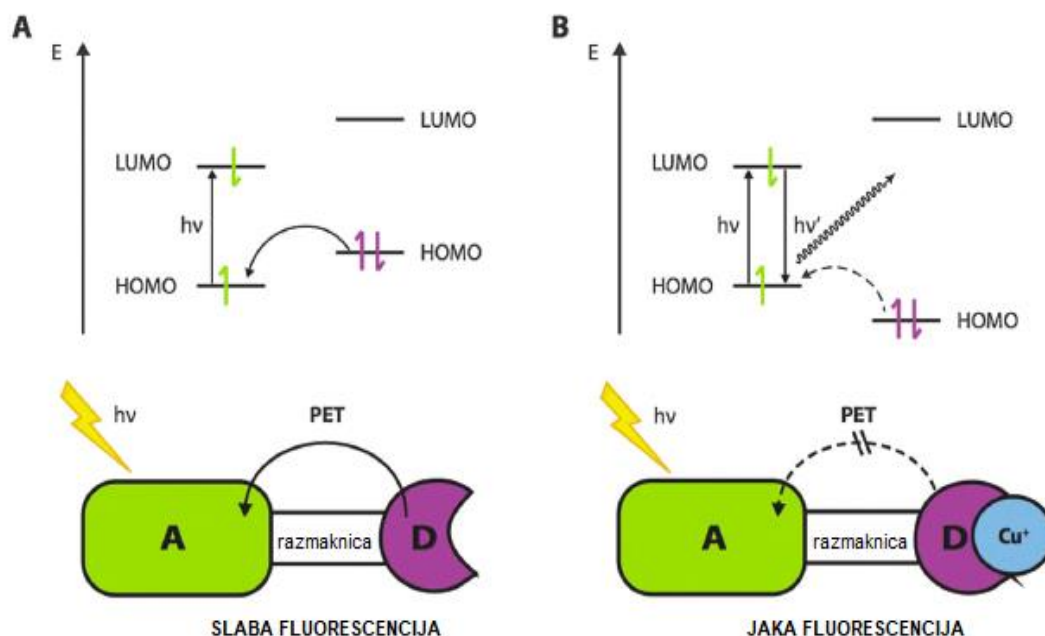 A
E
LUMO
LUMO
hν
HOMO
HOMO
hν
PET
A
razmaknica
D
SLABA FLUORESCENCIJA
B
E
LUMO
LUMO
hν
hν'
HOMO
HOMO
hν
PET
A
razmaknica
D
Cu⁺
JAKA FLUORESCENCIJA